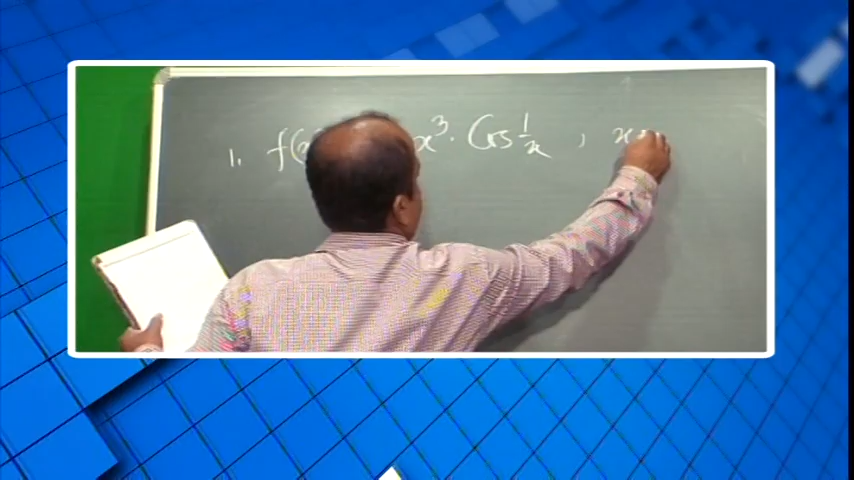 1. f(x x³. Cos 1/x , x